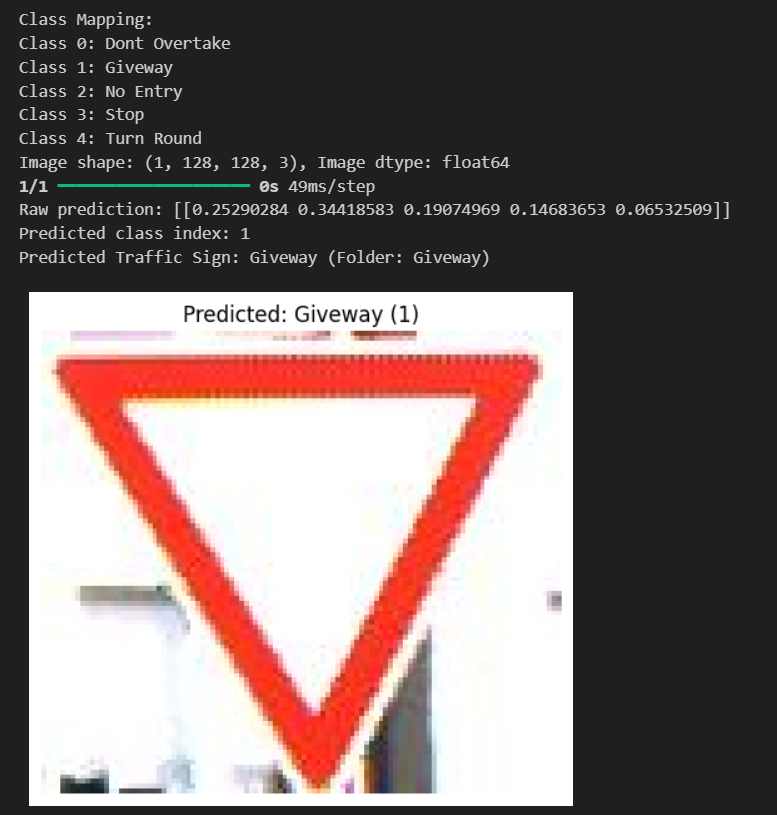 Class Mapping:
Class 0: Dont Overtake
Class 1: Giveway
Class 2: No Entry
Class 3: Stop
Class 4: Turn Round
Image shape: (1, 128, 128, 3), Image dtype: float64
1/1 ━━━━━━━━━━━━━━━━━━━━ 0s 49ms/step
Raw prediction: [[0.25290284 0.34418583 0.19074969 0.14683653 0.06532509]]
Predicted class index: 1
Predicted Traffic Sign: Giveway (Folder: Giveway)
Predicted: Giveway (1)